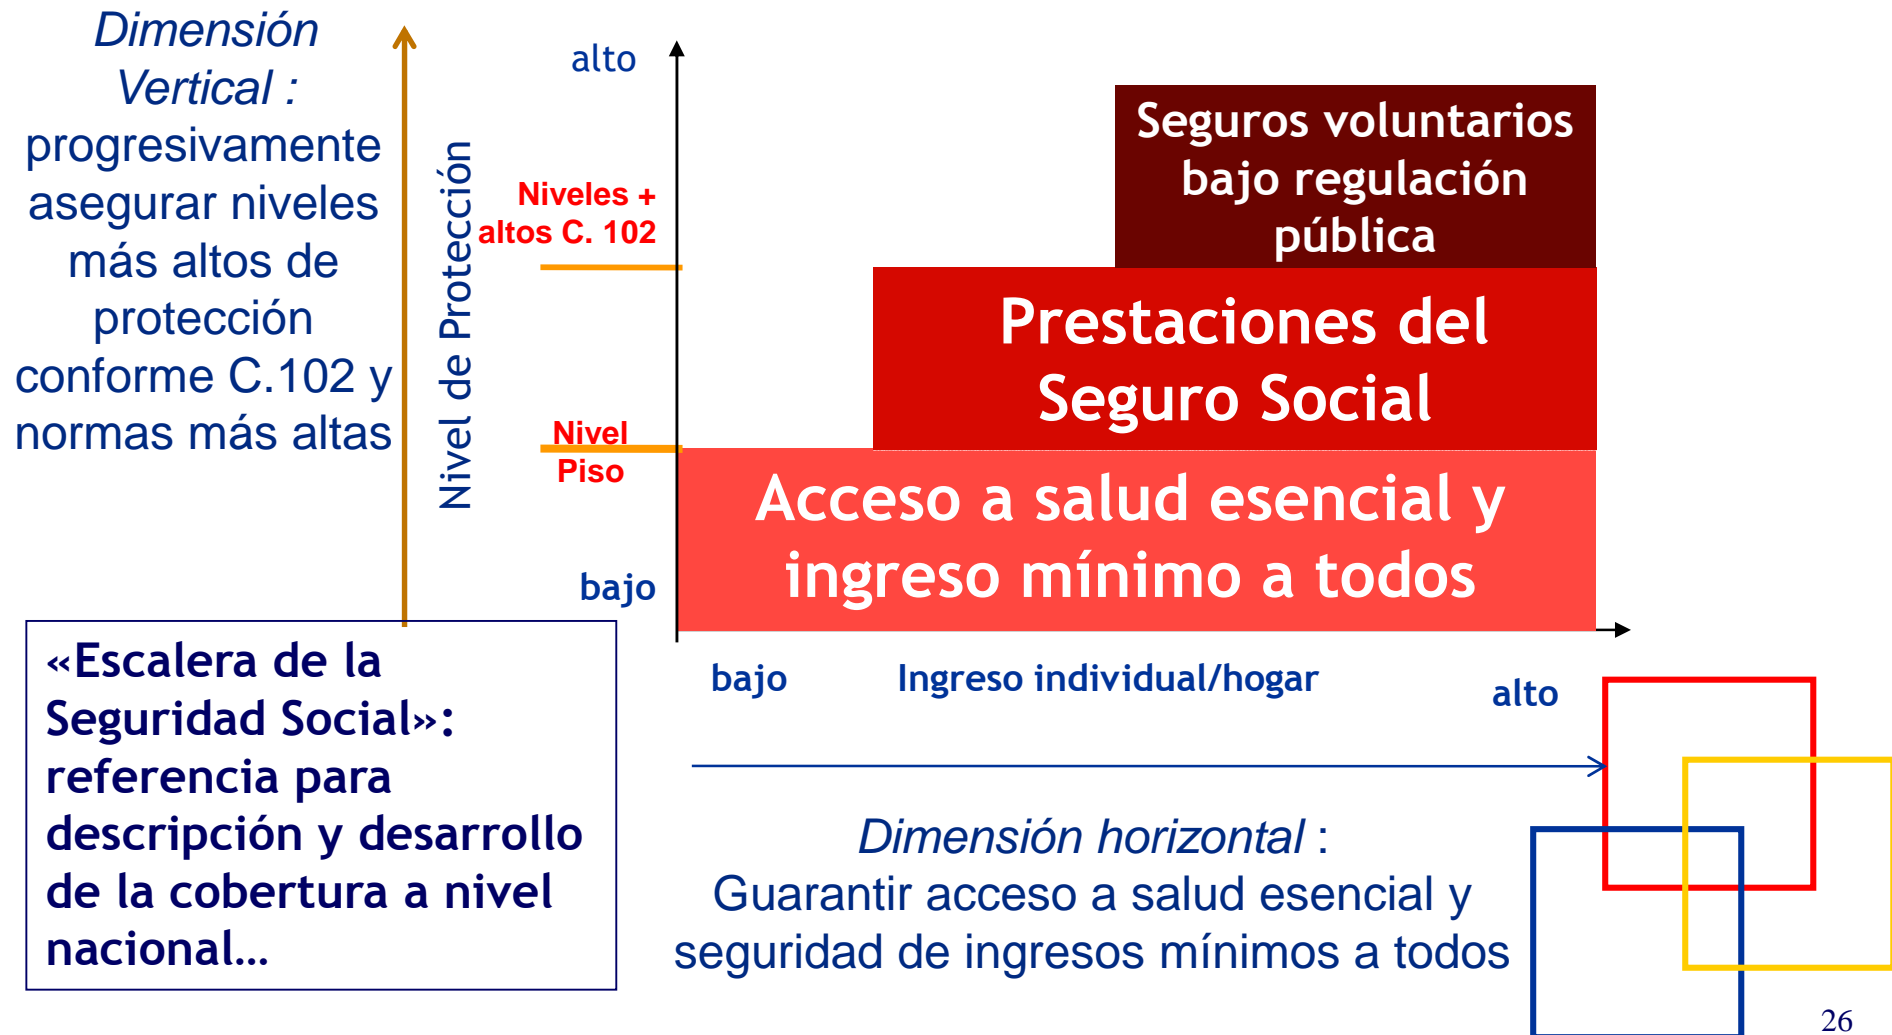 Dimensión
Vertical :
progresivamente
asegurar niveles
más altos de
protección
conforme C.102 y
normas más altas
Nivel de Protección
alto
Niveles +
altos C. 102
Nivel
Piso
bajo
Seguros voluntarios
bajo regulación
pública
Prestaciones del
Seguro Social
Acceso a salud esencial y
ingreso mínimo a todos
bajo
Ingreso individual/hogar
alto
«Escalera de la
Seguridad Social»:
referencia para
descripción y desarrollo
de la cobertura a nivel
nacional…
Dimensión horizontal :
Guarantir acceso a salud esencial y
seguridad de ingresos mínimos a todos
26